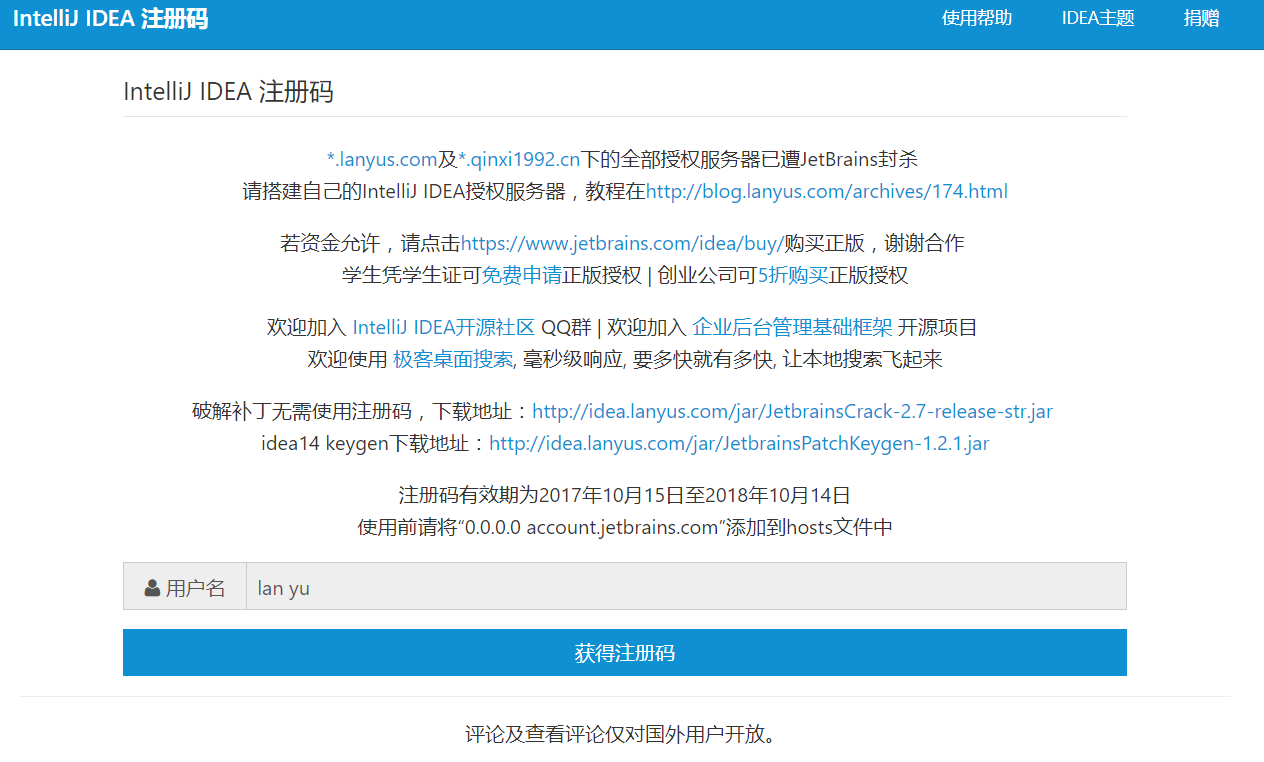 IntelliJ IDEA 注册码
使用帮助
IDEA主题
捐赠
IntelliJ IDEA 注册码
*.lanyus.com及*.qinxi1992.cn下的全部授权服务器已遭JetBrains封杀
请搭建自己的IntelliJ IDEA授权服务器，教程在http://blog.lanyus.com/archives/174.html
若资金允许，请点击https://www.jetbrains.com/idea/buy/购买正版，谢谢合作
学生凭学生证可免费申请正版授权 | 创业公司可5折购买正版授权
欢迎加入 IntelliJ IDEA开源社区 QQ群 | 欢迎加入 企业后台管理基础框架 开源项目
欢迎使用 极客桌面搜索, 毫秒级响应, 要多快就有多快, 让本地搜索飞起来
破解补丁无需使用注册码，下载地址：http://idea.lanyus.com/jar/JetbrainsCrack-2.7-release-str.jar
idea14 keygen下载地址：http://idea.lanyus.com/jar/JetbrainsPatchKeygen-1.2.1.jar
注册码有效期为2017年10月15日至2018年10月14日
使用前请将“0.0.0.0 account.jetbrains.com”添加到hosts文件中
用户名
lan yu
获得注册码
评论及查看评论仅对国外用户开放。